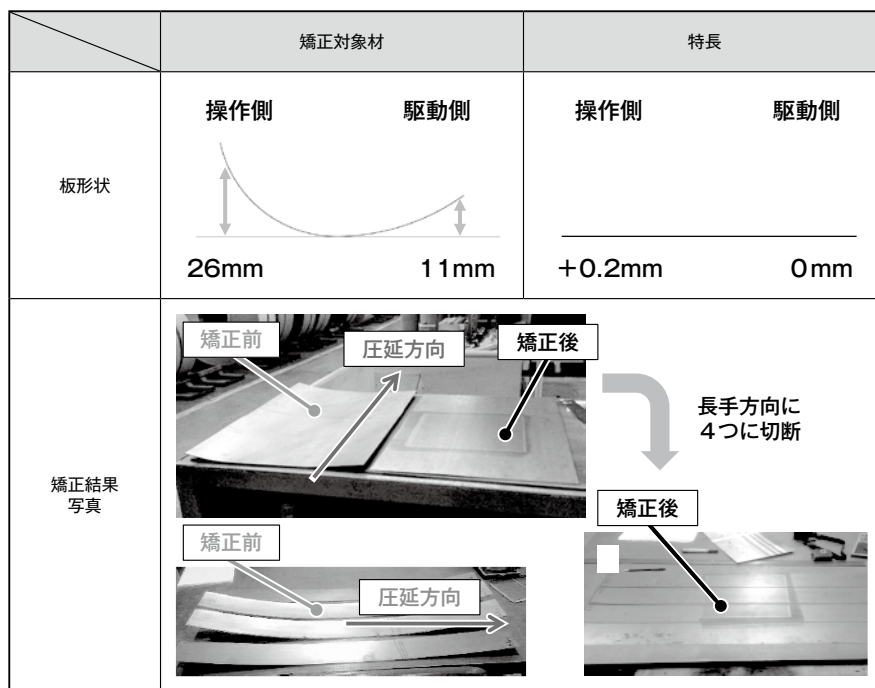 矯正対象材
特長
板形状
操作側
駆動側
操作側
駆動側
26mm
11mm
+0.2mm
0mm
矯正結果
写真
矯正前
圧延方向
矯正後
長手方向に
4つに切断
矯正前
圧延方向
矯正後